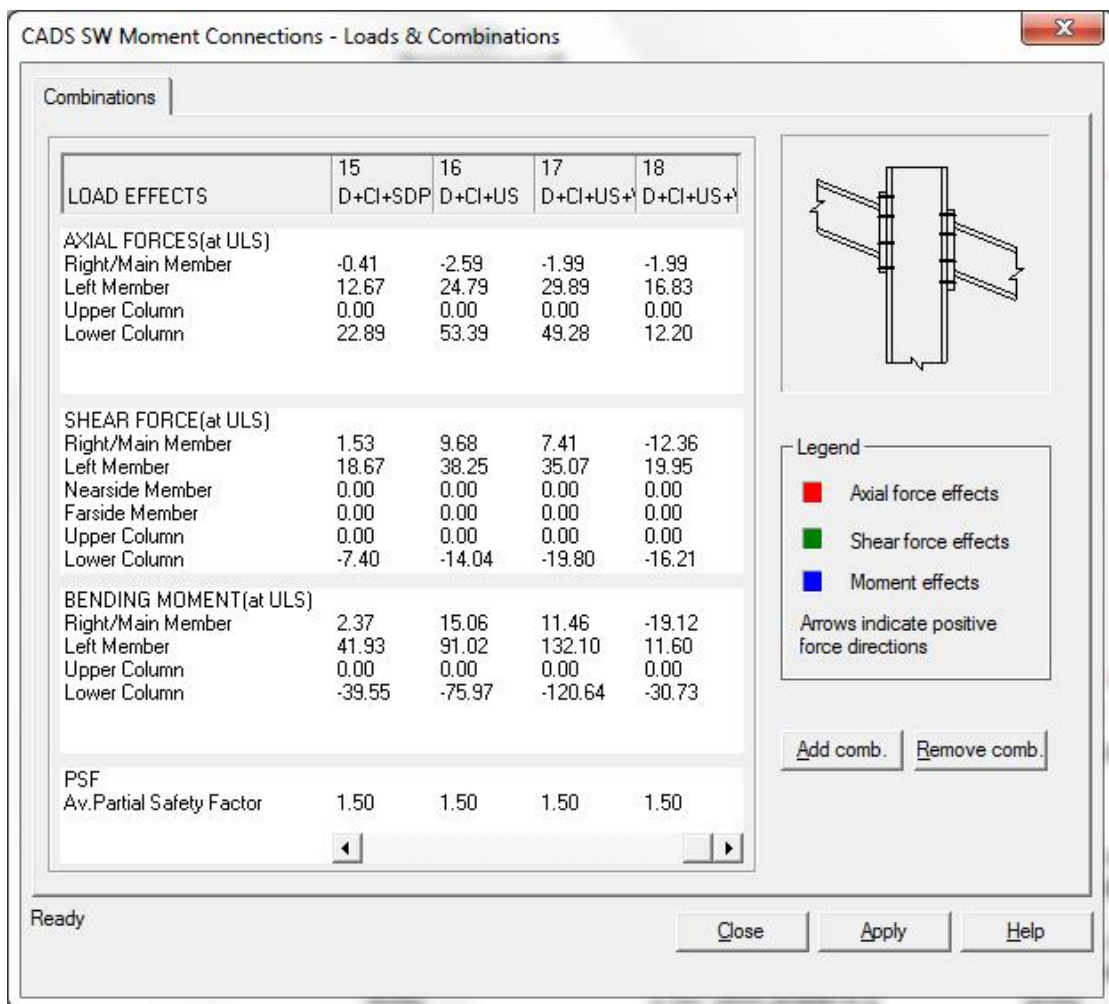 CADS SW Moment Connections - Loads & Combinations
Combinations
15 16 17 18
LOAD EFFECTS D+Cl+SDP D+Cl+US D+Cl+US+ D+Cl+US+
AXIAL FORCES(at ULS)
Right/Main Member -0.41 -2.59 -1.99 -1.99
Left Member 12.67 24.79 29.89 16.83
Upper Column 0.00 0.00 0.00 0.00
Lower Column 22.89 53.39 49.28 12.20
SHEAR FORCE(at ULS)
Right/Main Member 1.53 9.68 7.41 -12.36
Left Member 18.67 38.25 35.07 19.95
Nearside Member 0.00 0.00 0.00 0.00
Farside Member 0.00 0.00 0.00 0.00
Upper Column 0.00 0.00 0.00 0.00
Lower Column -7.40 -14.04 -19.80 -16.21
BENDING MOMENT(at ULS)
Right/Main Member 2.37 15.06 11.46 -19.12
Left Member 41.93 91.02 132.10 11.60
Upper Column 0.00 0.00 0.00 0.00
Lower Column -39.55 -75.97 -120.64 -30.73
PSF
Av.Partial Safety Factor 1.50 1.50 1.50 1.50
Legend
Axial force effects
Shear force effects
Moment effects
Arrows indicate positive
force directions
Add comb. Remove comb.
Ready
Close Apply Help